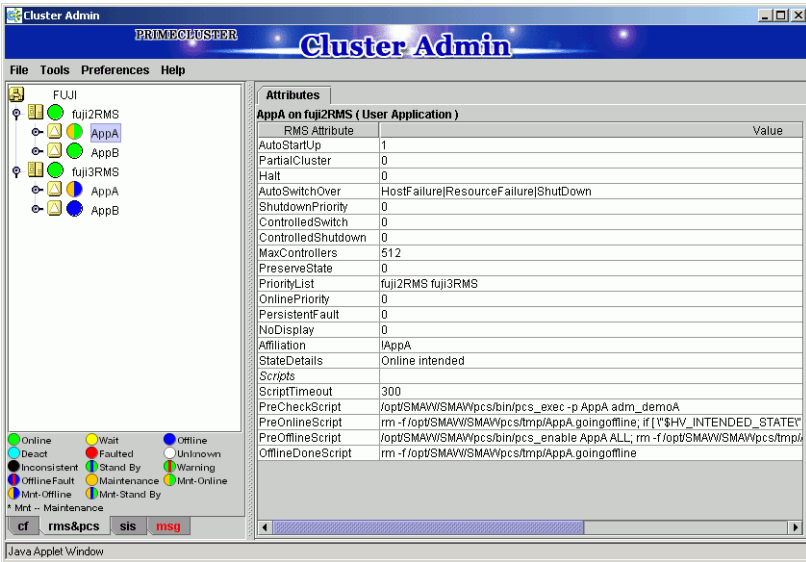 Cluster Admin
PRIMECLUSTER
Cluster Admin
File Tools Preferences Help
FUJI
fuji2RMS
AppA
AppB
fuji3RMS
AppA
AppB
Online Wait Offline
Deact Faulted Unknown
Inconsistent Stand By Warning
OfflineFault Maintenance Mnt-Online
Mnt-Offline Mnt-Stand By
* Mnt -- Maintenance
cf rms&pcs sis msg
Attributes
AppA on fuji2RMS ( User Application )
RMS Attribute Value
AutoStartUp 1
PartialCluster 0
Halt 0
AutoSwitchOver HostFailure|ResourceFailure|ShutDown
ShutdownPriority 0
ControlledSwitch 0
ControlledShutdown 0
MaxControllers 512
PreserveState 0
PriorityList fuji2RMS fuji3RMS
OnlinePriority 0
PersistentFault 0
NoDisplay 0
Affiliation !AppA
StateDetails Online intended
Scripts
ScriptTimeout 300
PreCheckScript /opt/SMAW/SMAWpcs/bin/pcs_exec -p AppA adm_demoA
PreOnlineScript rm -f /opt/SMAW/SMAWpcs/tmp/AppA.goingoffline; if [ \"$HV_INTENDED_STATE\"
PreOfflineScript /opt/SMAW/SMAWpcs/bin/pcs_enable AppA ALL; rm -f /opt/SMAW/SMAWpcs/tmp/
OfflineDoneScript rm -f /opt/SMAW/SMAWpcs/tmp/AppA.goingoffline
Java Applet Window